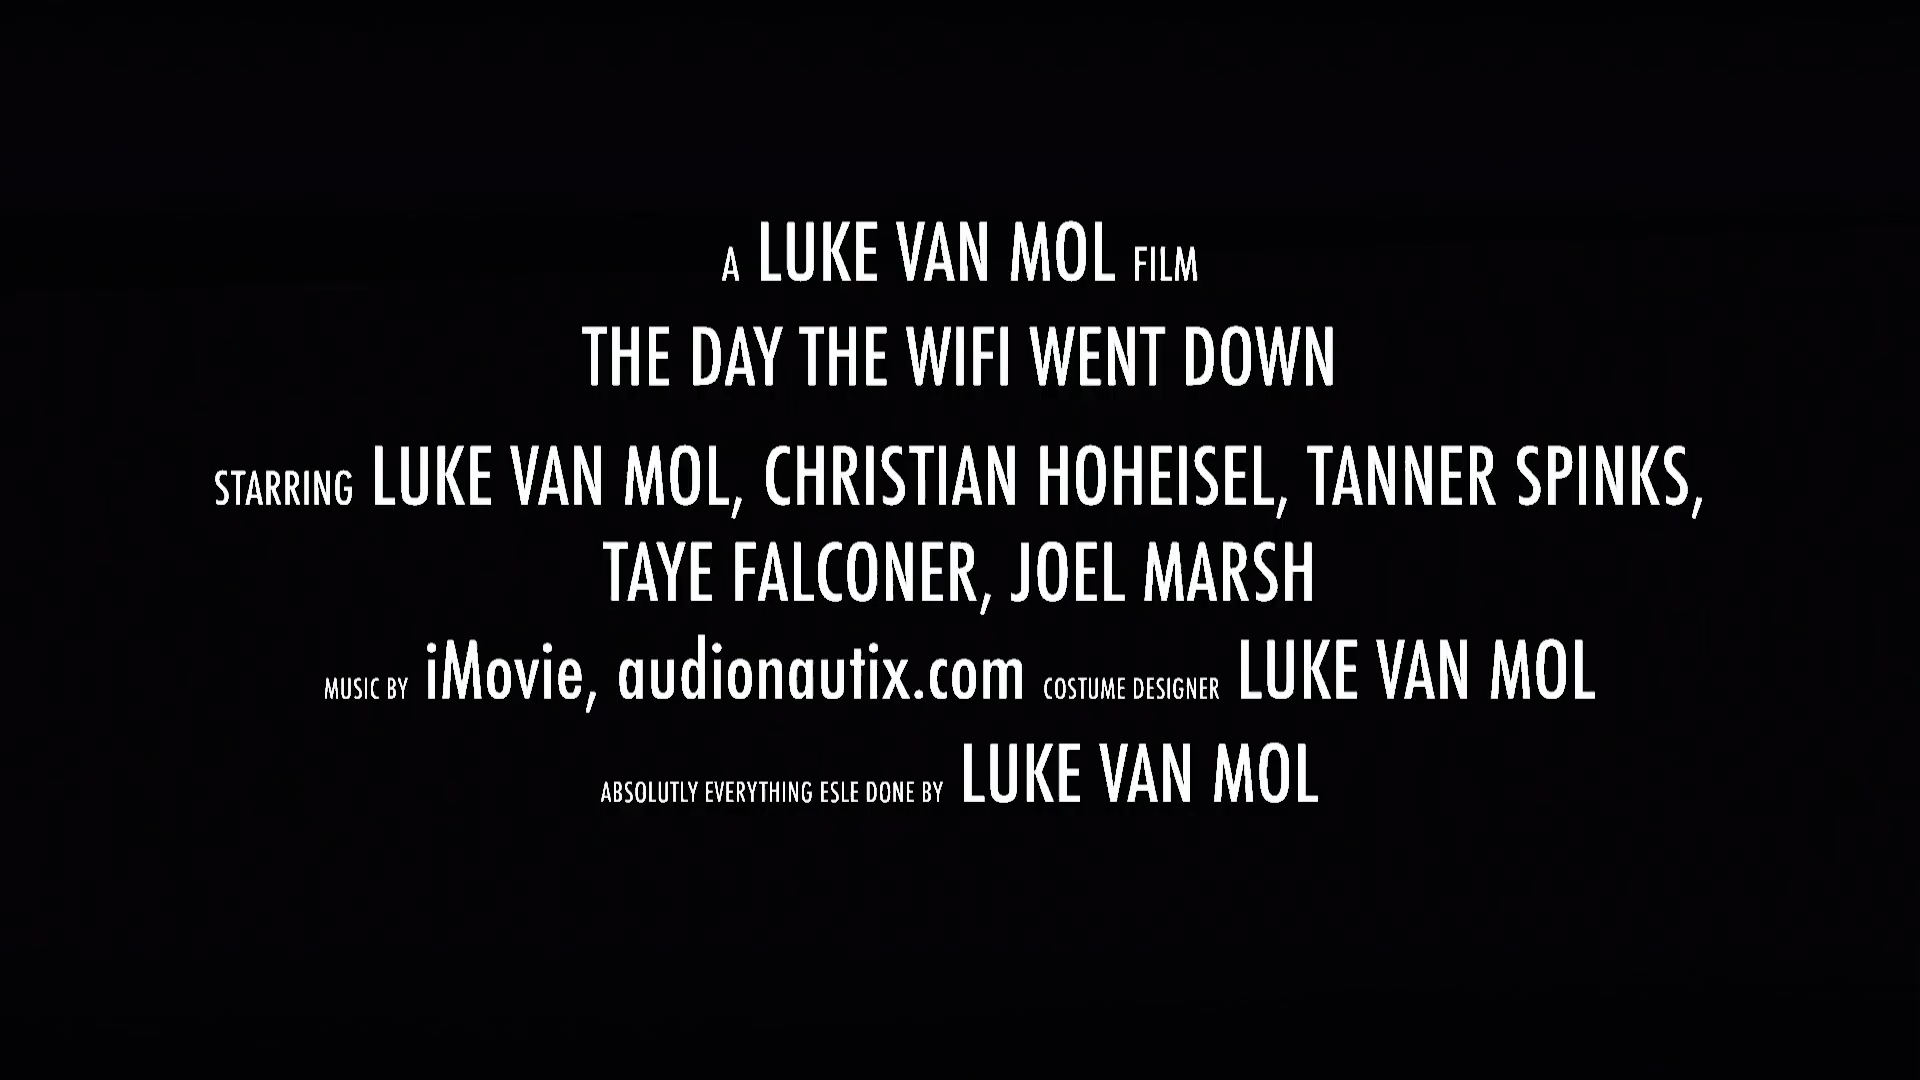 A LUKE VAN MOL FILM
THE DAY THE WIFI WENT DOWN
STARRING LUKE VAN MOL, CHRISTIAN HOHEISEL, TANNER SPINKS,
TAYE FALCONER, JOEL MARSH
MUSIC BY iMovie, audionautix.com COSTUME DESIGNER LUKE VAN MOL
ABSOLUTLY EVERYTHING ESLE DONE BY LUKE VAN MOL